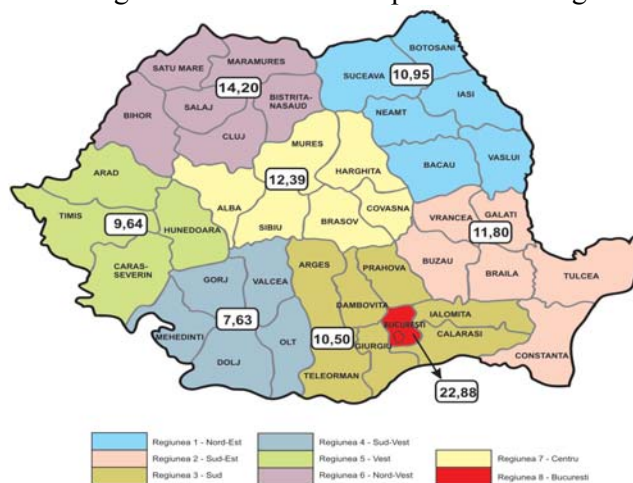 BOTOSANI
SATU MARE
MARAMURES
SUCEAVA
14,20
10,95
IASI
SALAJ
BISTRITA-
NASAUD
BIHOR
NEAMT
CLUJ
MURES
BACAU
VASLUI
HARGHITA
ARAD
12,39
ALBA
COVASNA
TIMIS
9,64
HUNEDOARA
SIBIU
BRASOV
VRANCEA
GALATI
11,80
CARAS-
SEVERIN
GORJ
VALCEA
ARGES
PRAHOVA
BUZAU
BRAILA
TULCEA
7,63
DAMBOVITA
IALOMITA
MEHEDINTI
OLT
10,50
BUCURESTI
CALARASI
DOLJ
GIURGIU
CONSTANTA
TELEORMAN
22,88
Regiunea 1 - Nord-Est
Regiunea 4 - Sud-Vest
Regiunea 2 - Sud-Est
Regiunea 5 - Vest
Regiunea 7 - Centru
Regiunea 3 - Sud
Regiunea 6 - Nord-Vest
Regiunea 8 - Bucuresti